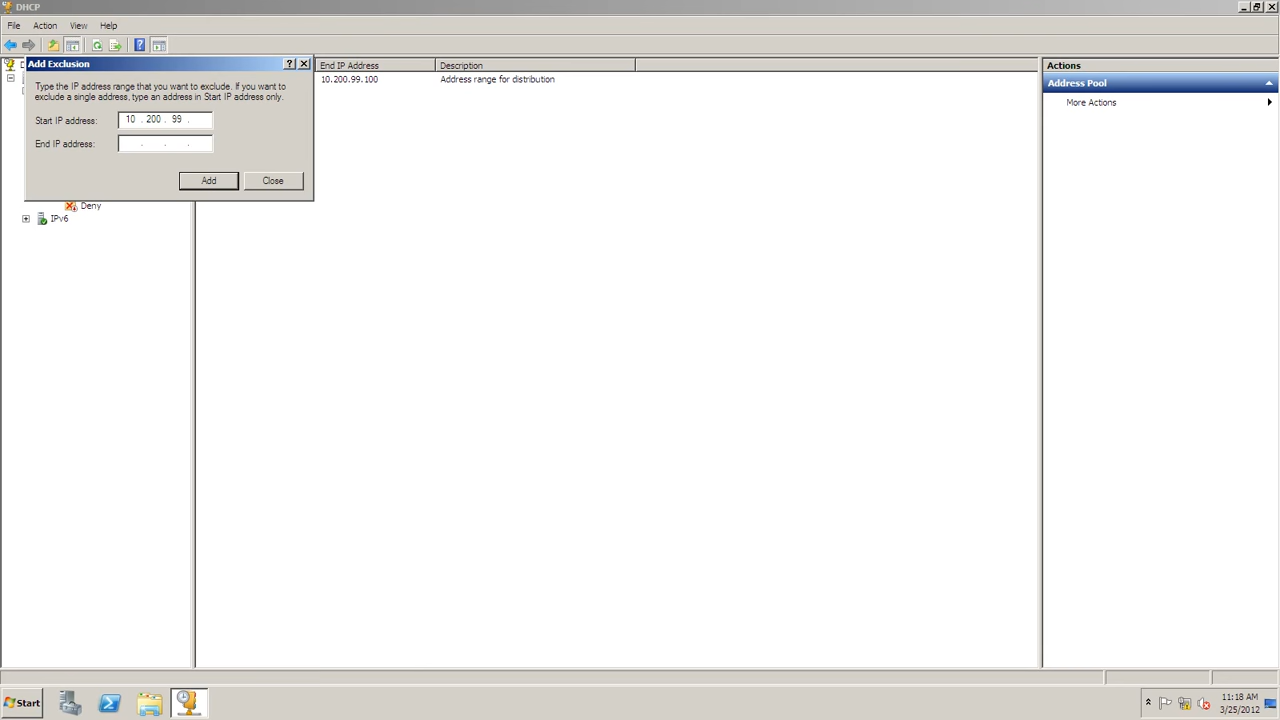 DHCP
File Action View Help
Add Exclusion
Type the IP address range that you want to exclude. If you want to
exclude a single address, type an address in Start IP address only.
Start IP address: 10 . 200 . 99 .
End IP address: . . .
Add Close
Deny
IPv6
End IP Address Description
10.200.99.100 Address range for distribution
Actions
Address Pool
More Actions
Start
11:18 AM
3/25/2012